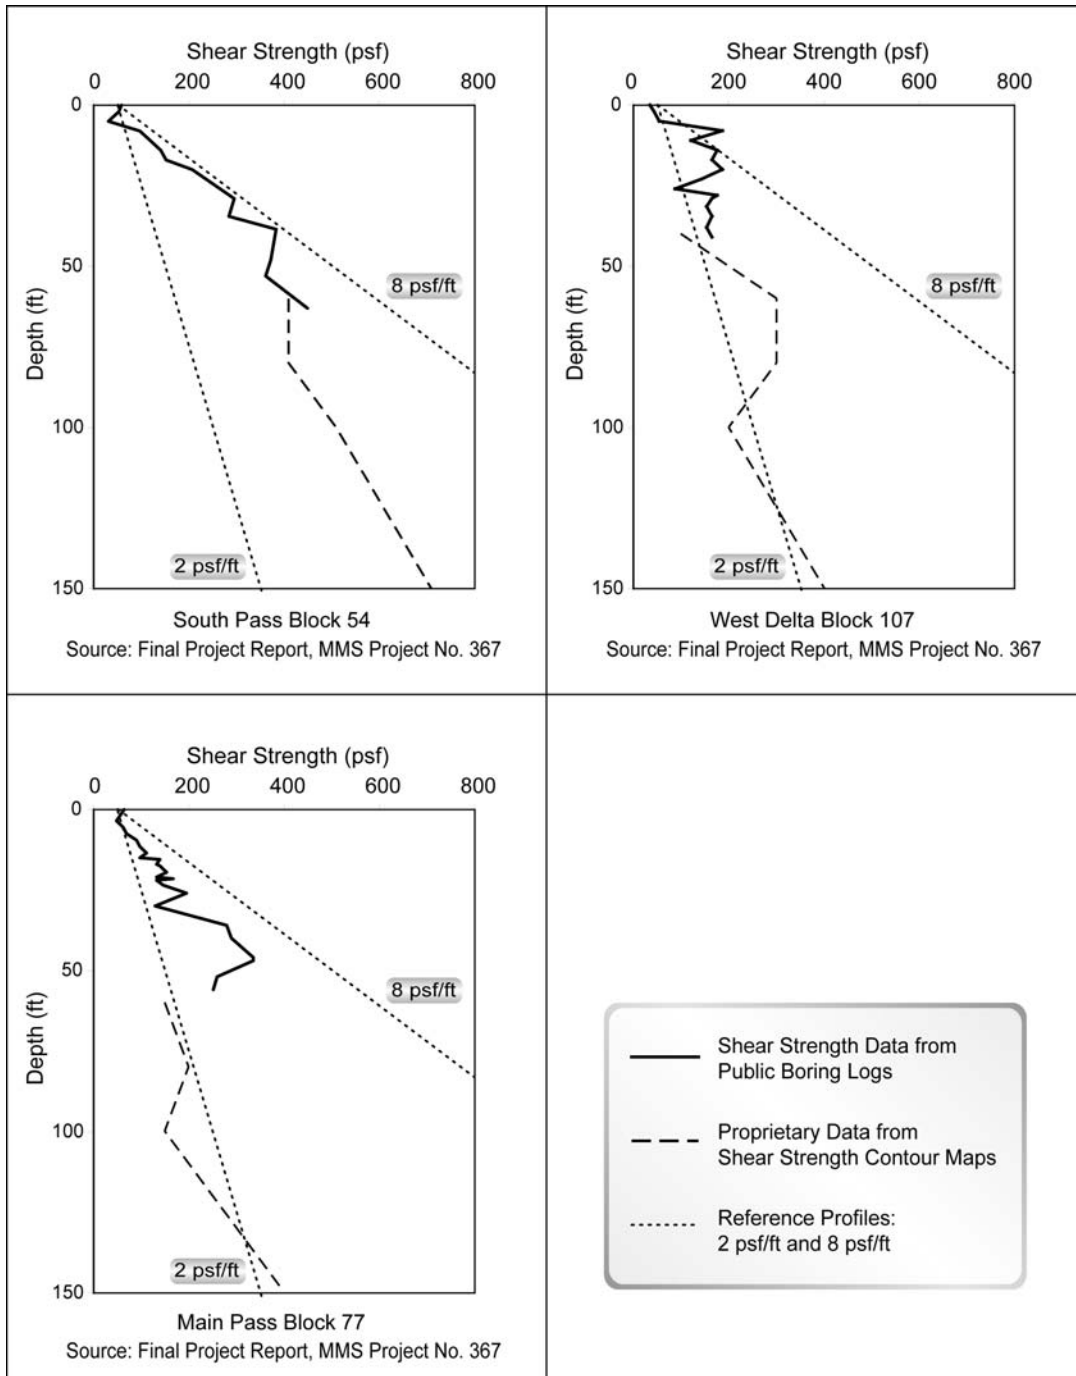 Shear Strength (psf)
0 200 400 600 800
0
50
100
150
Depth (ft)
8 psf/ft
2 psf/ft
South Pass Block 54
Source: Final Project Report, MMS Project No. 367
Shear Strength (psf)
0 200 400 600 800
0
50
100
150
Depth (ft)
8 psf/ft
2 psf/ft
West Delta Block 107
Source: Final Project Report, MMS Project No. 367
Shear Strength (psf)
0 200 400 600 800
0
50
100
150
Depth (ft)
8 psf/ft
2 psf/ft
Main Pass Block 77
Source: Final Project Report, MMS Project No. 367
Shear Strength Data from
Public Boring Logs
Proprietary Data from
Shear Strength Contour Maps
Reference Profiles:
2 psf/ft and 8 psf/ft